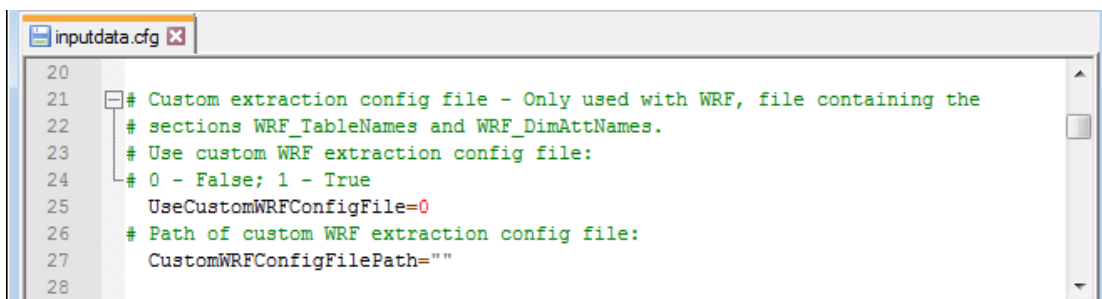 inputdata.cfg
20
21 # Custom extraction config file - Only used with WRF, file containing the
22 # sections WRF_TableNames and WRF_DimAttNames.
23 # Use custom WRF extraction config file:
24 # 0 - False; 1 - True
25 UseCustomWRFConfigFile=0
26 # Path of custom WRF extraction config file:
27 CustomWRFConfigFilePath=""
28